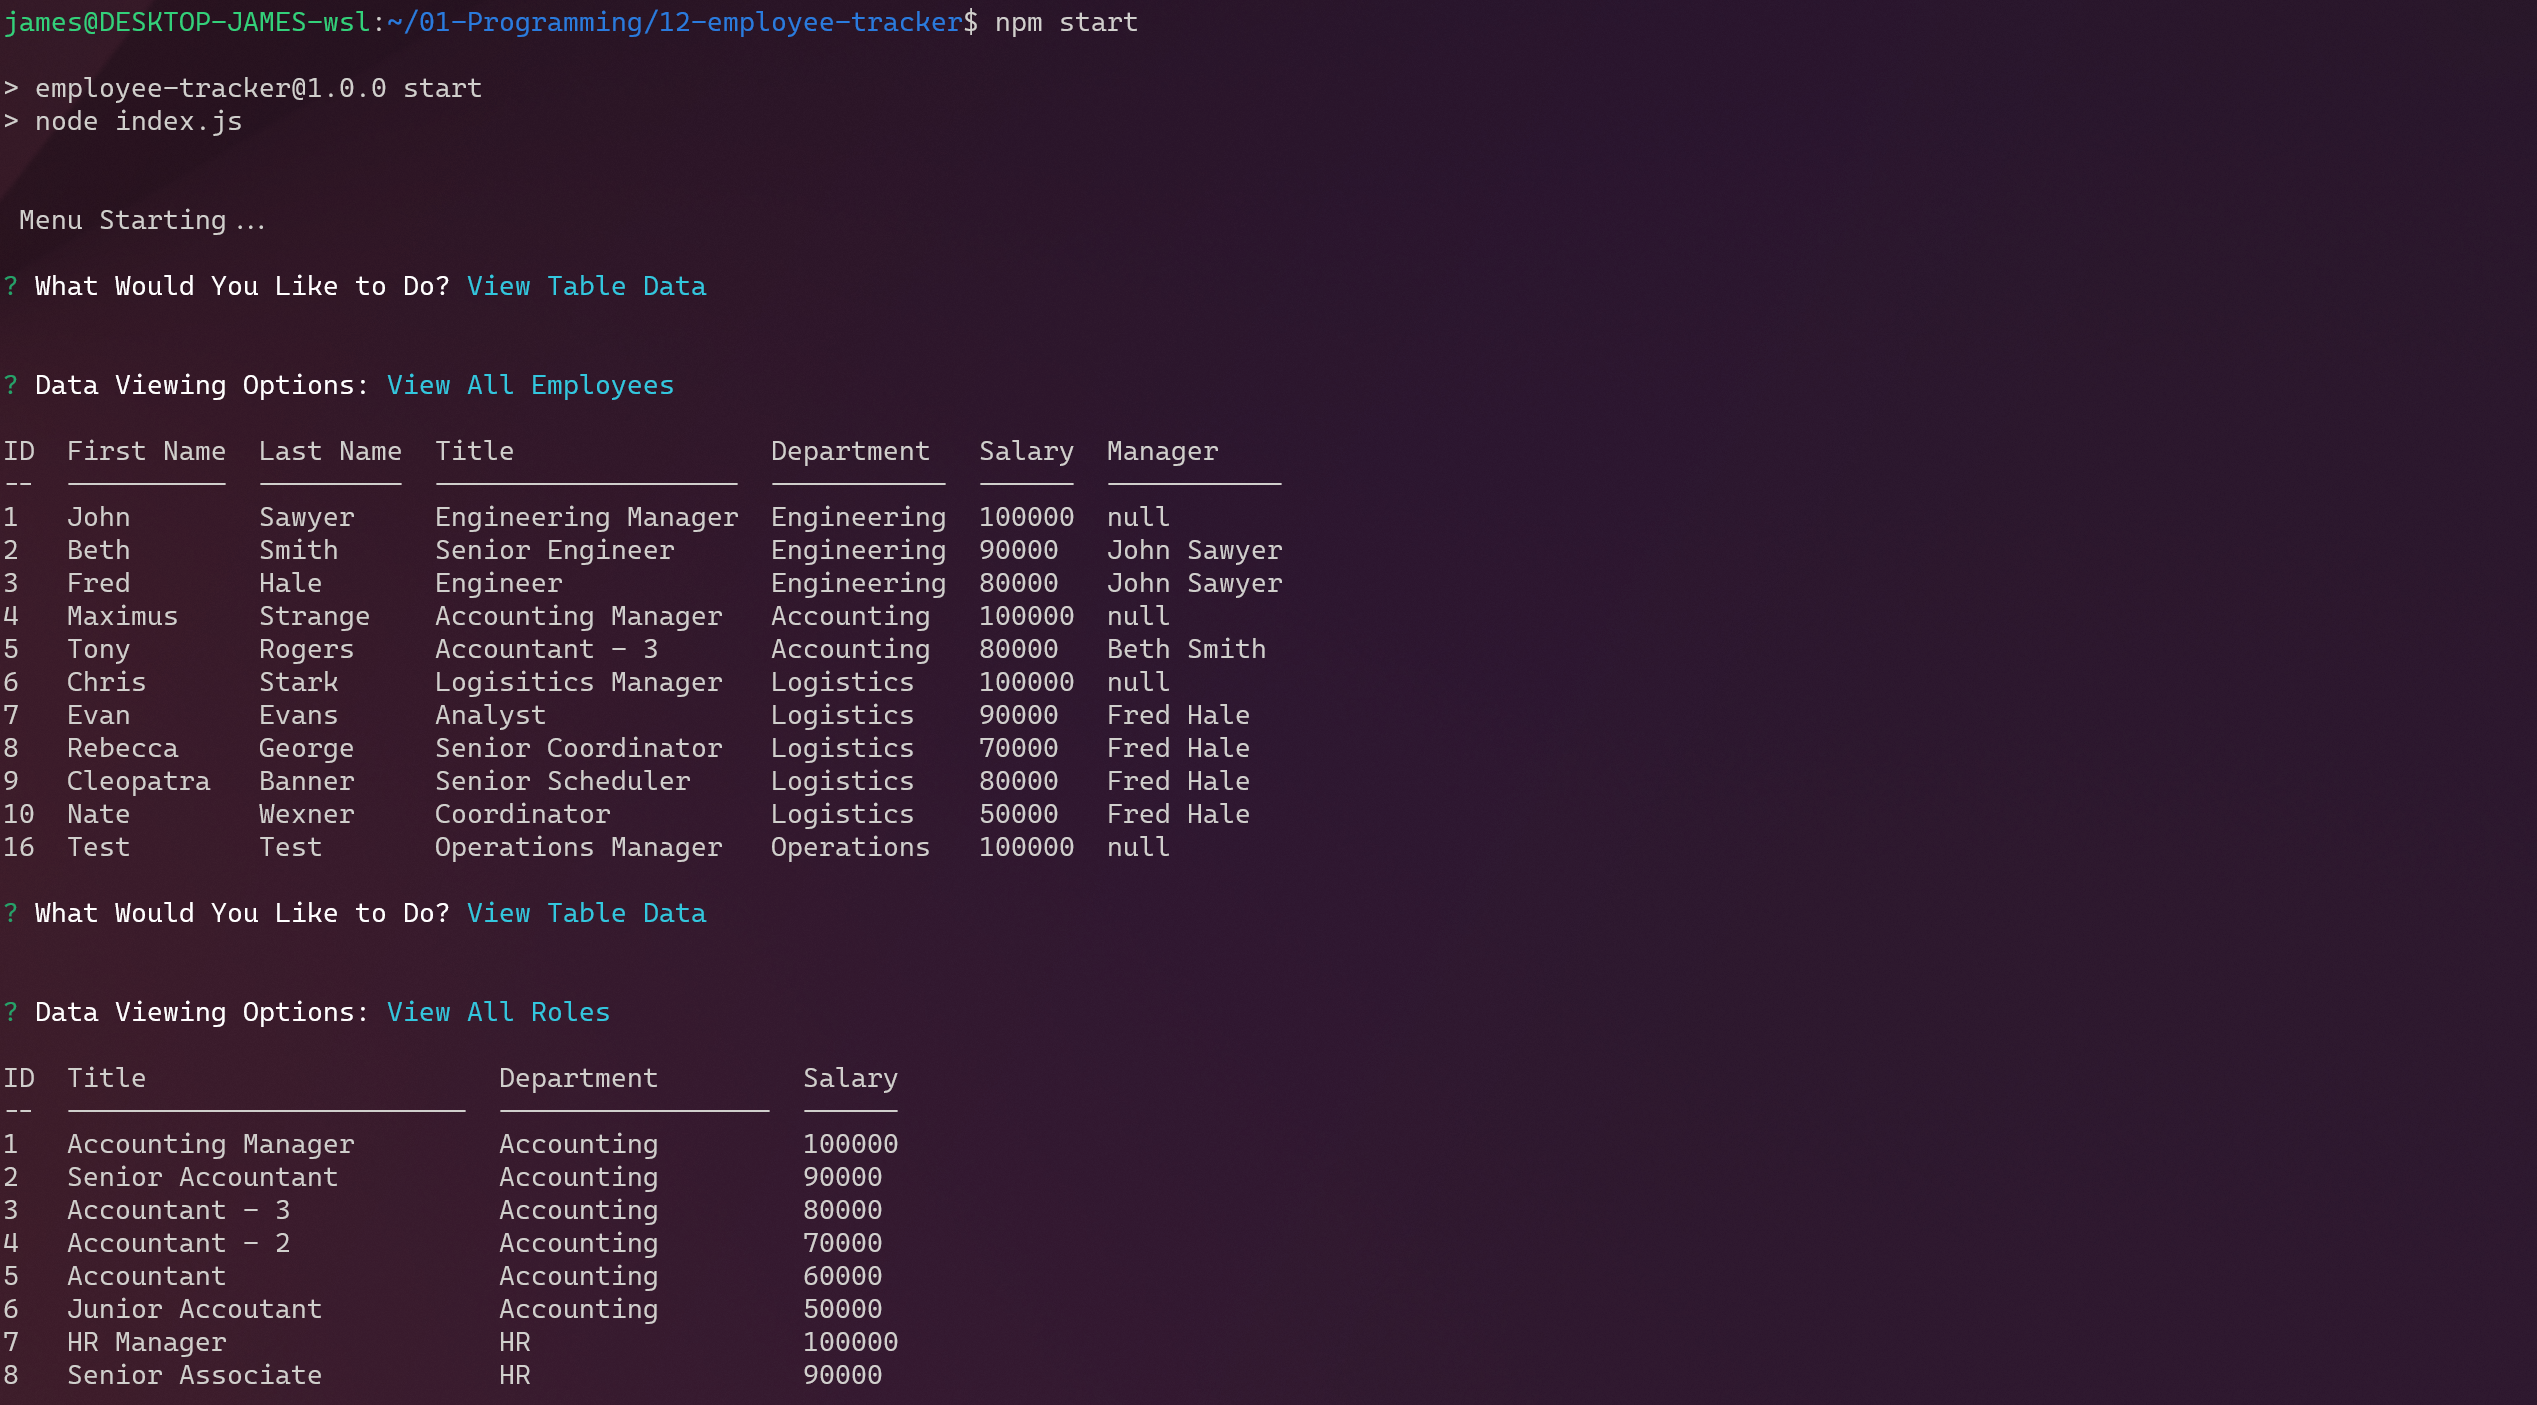 james@DESKTOP-JAMES-wsl:~/01-Programming/12-employee-tracker$ npm start
> employee-tracker@1.0.0 start
> node index.js
Menu Starting...
? What Would You Like to Do? View Table Data
? Data Viewing Options: View All Employees
ID  First Name  Last Name  Title                Department   Salary  Manager
--  ----------  ---------  -------------------  -----------  ------  -----------
1   John        Sawyer     Engineering Manager  Engineering  100000  null
2   Beth        Smith      Senior Engineer      Engineering  90000   John Sawyer
3   Fred        Hale       Engineer             Engineering  80000   John Sawyer
4   Maximus     Strange    Accounting Manager   Accounting   100000  null
5   Tony        Rogers     Accountant - 3       Accounting   80000   Beth Smith
6   Chris       Stark      Logisitics Manager   Logistics    100000  null
7   Evan        Evans      Analyst              Logistics    90000   Fred Hale
8   Rebecca     George     Senior Coordinator   Logistics    70000   Fred Hale
9   Cleopatra   Banner     Senior Scheduler     Logistics    80000   Fred Hale
10  Nate        Wexner     Coordinator          Logistics    50000   Fred Hale
16  Test        Test       Operations Manager   Operations   100000  null
? What Would You Like to Do? View Table Data
? Data Viewing Options: View All Roles
ID  Title                      Department         Salary
--  -------------------------  -----------------  ------
1   Accounting Manager         Accounting         100000
2   Senior Accountant          Accounting         90000
3   Accountant - 3             Accounting         80000
4   Accountant - 2             Accounting         70000
5   Accountant                 Accounting         60000
6   Junior Accoutant           Accounting         50000
7   HR Manager                 HR                 100000
8   Senior Associate           HR                 90000